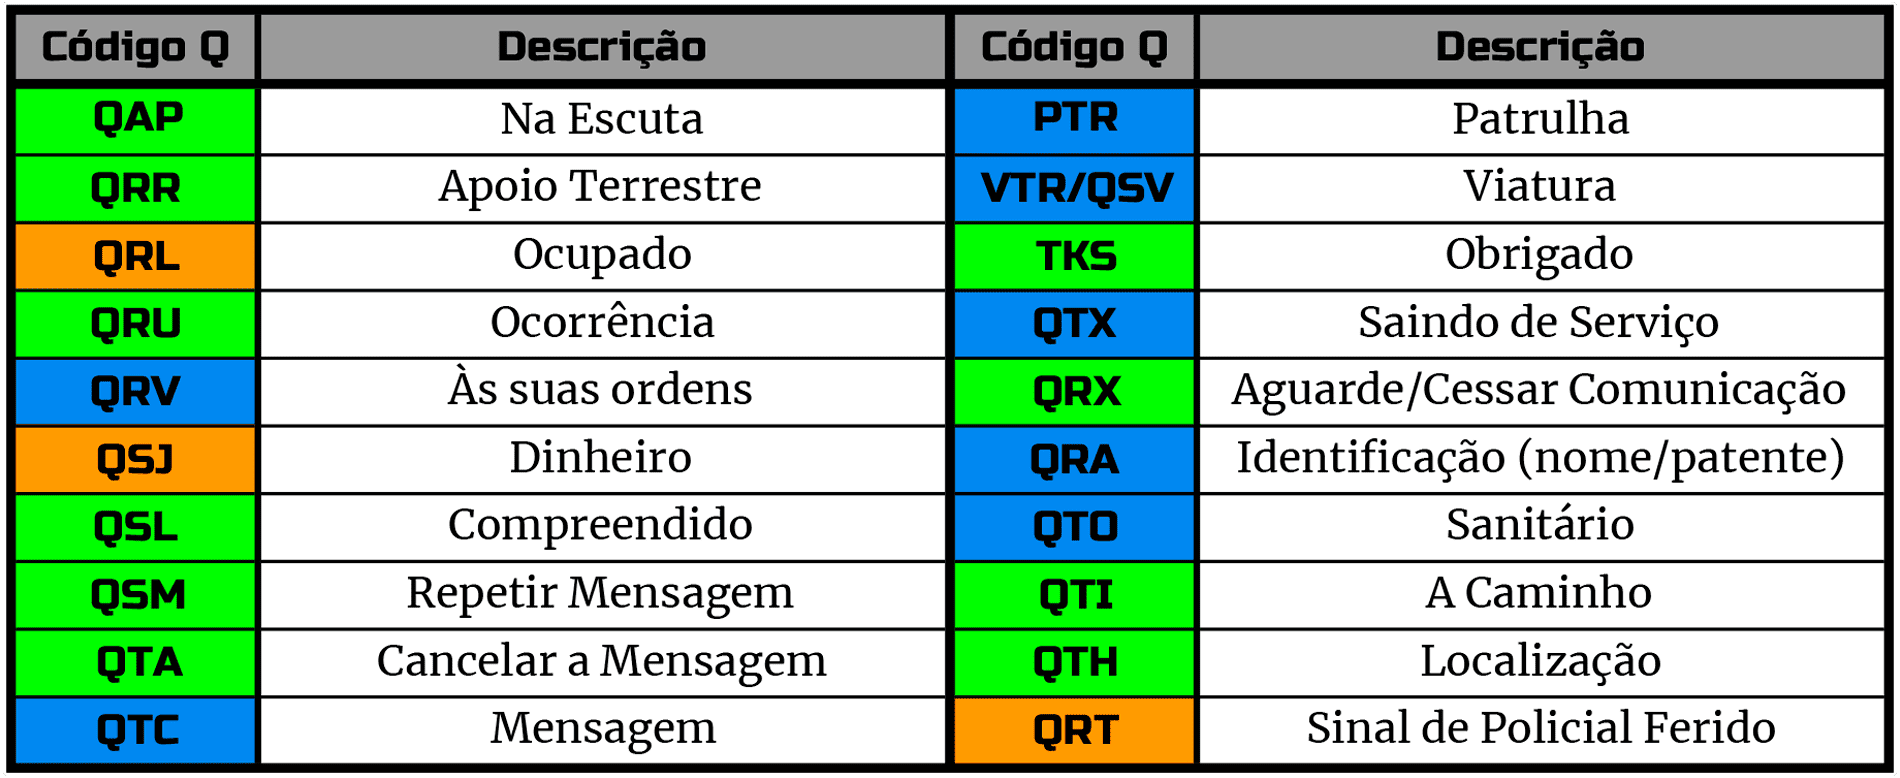 Código Q Descrição Código Q Descrição
QAP Na Escuta PTR Patrulha
QRR Apoio Terrestre VTR/QSV Viatura
QRL Ocupado TKS Obrigado
QRU Ocorrência QTX Saindo de Serviço
QRV Às suas ordens QRX Aguarde/Cessar Comunicação
QSJ Dinheiro QRA Identificação (nome/patente)
QSL Compreendido QTO Sanitário
QSM Repetir Mensagem QTI A Caminho
QTA Cancelar a Mensagem QTH Localização
QTC Mensagem QRT Sinal de Policial Ferido